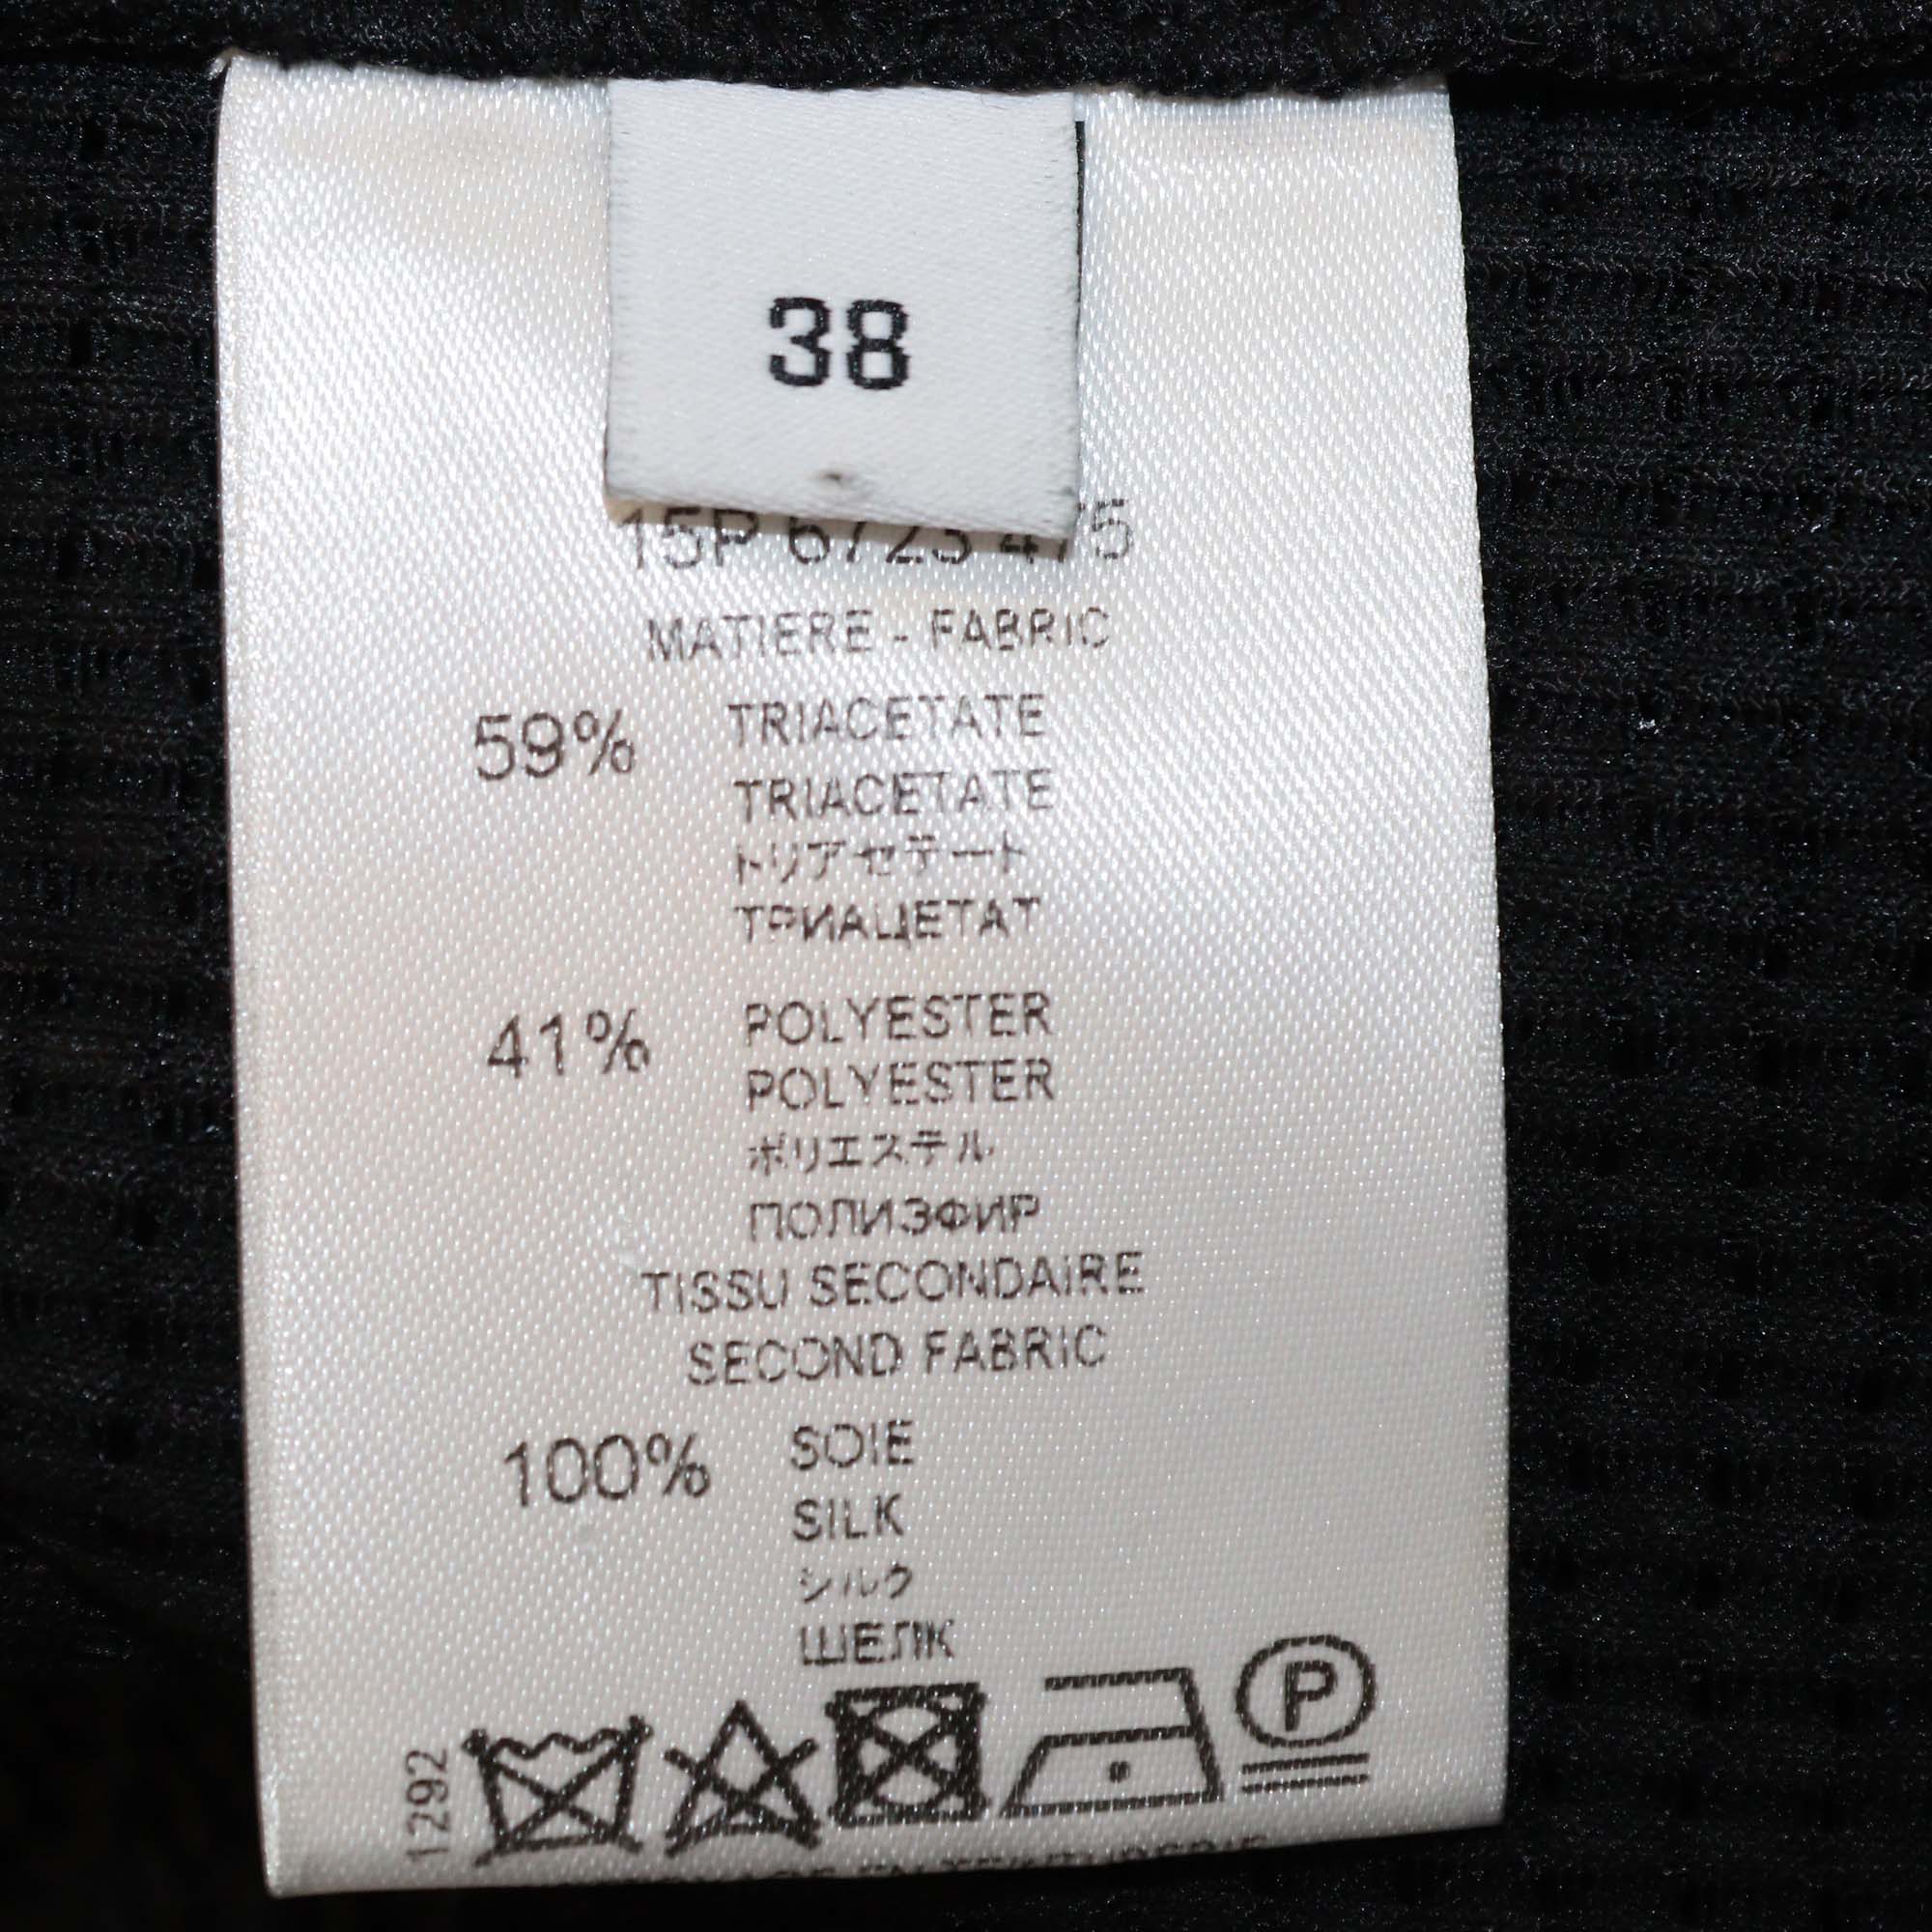 38
15P 6723 475
MATIERE - FABRIC
59% TRIACETATE
TRIACETATE
トリアセテート
ТРИАЦЕТАТ
41% POLYESTER
POLYESTER
ポリエステル
ПОЛИЭФИР
TISSU SECONDAIRE
SECOND FABRIC
100% SOIE
SILK
シルク
ШЕЛК
P
1292